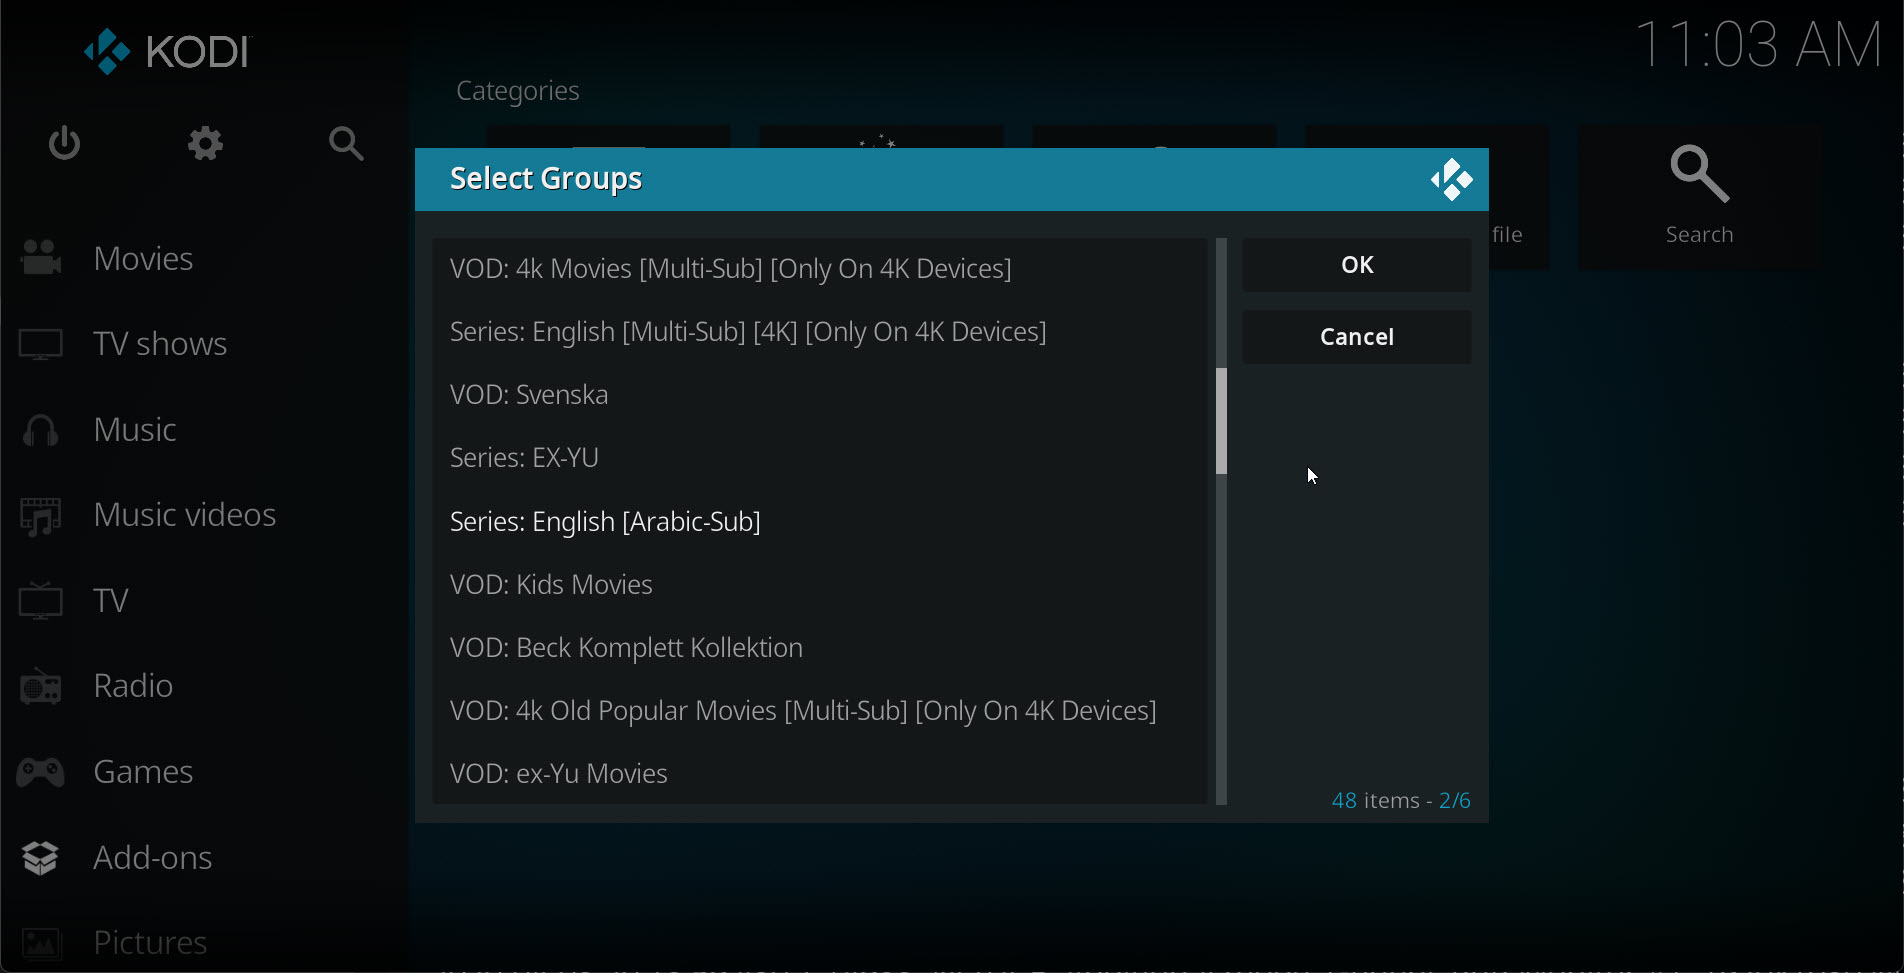 KODI
11:03 AM
Categories
Select Groups
file
Search
Movies
TV shows
Music
Music videos
TV
Radio
Games
Add-ons
Pictures
VOD: 4k Movies [Multi-Sub] [Only On 4K Devices]
Series: English [Multi-Sub] [4K] [Only On 4K Devices]
VOD: Svenska
Series: EX-YU
Series: English [Arabic-Sub]
VOD: Kids Movies
VOD: Beck Komplett Kollektion
VOD: 4k Old Popular Movies [Multi-Sub] [Only On 4K Devices]
VOD: ex-Yu Movies
OK
Cancel
48 items - 2/6